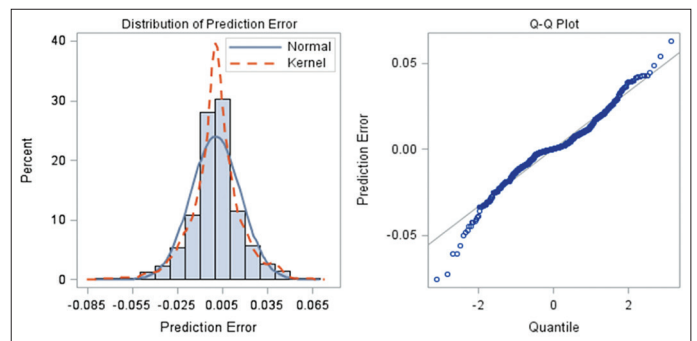 Distribution of Prediction Error
40
30
20
10
0
Percent
Normal
Kernel
-0.085 -0.055 -0.025 0.005 0.035 0.065
Prediction Error
Q-Q Plot
0.05
0.00
-0.05
Prediction Error
-2 0 2
Quantile